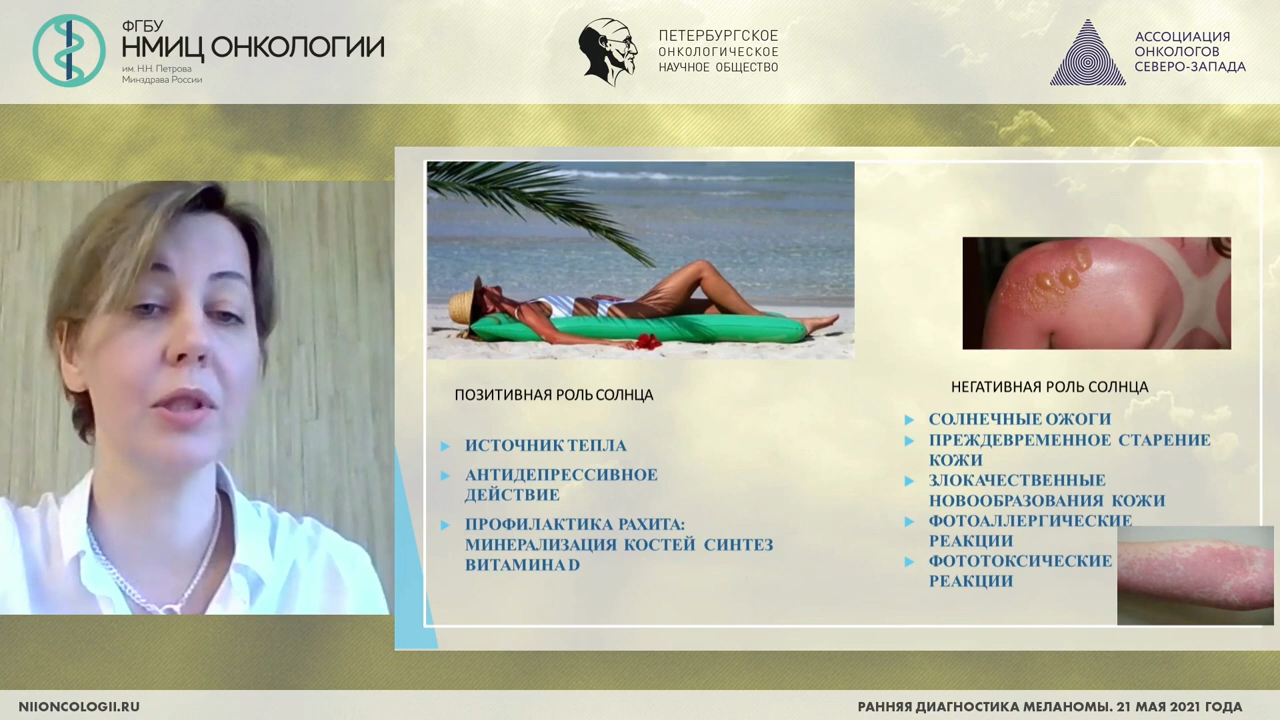 ФГБУ
НМИЦ ОНКОЛОГИИ
им. Н.Н. Петрова
Минздрава России
ПЕТЕРБУРГСКОЕ
ОНКОЛОГИЧЕСКОЕ
НАУЧНОЕ ОБЩЕСТВО
АССОЦИАЦИЯ
ОНКОЛОГОВ
СЕВЕРО-ЗАПАДА
ПОЗИТИВНАЯ РОЛЬ СОЛНЦА
ИСТОЧНИК ТЕПЛА
АНТИДЕПРЕССИВНОЕ
ДЕЙСТВИЕ
ПРОФИЛАКТИКА РАХИТА:
МИНЕРАЛИЗАЦИЯ КОСТЕЙ СИНТЕЗ
ВИТАМИНА D
НЕГАТИВНАЯ РОЛЬ СОЛНЦА
СОЛНЕЧНЫЕ ОЖОГИ
ПРЕЖДЕВРЕМЕННОЕ СТАРЕНИЕ
КОЖИ
ЗЛОКАЧЕСТВЕННЫЕ
НОВООБРАЗОВАНИЯ КОЖИ
ФОТОАЛЛЕРГИЧЕСКИЕ
РЕАКЦИИ
ФОТОТОКСИЧЕСКИЕ
РЕАКЦИИ
NIIONCOLOGII.RU
РАННЯЯ ДИАГНОСТИКА МЕЛАНОМЫ. 21 МАЯ 2021 ГОДА